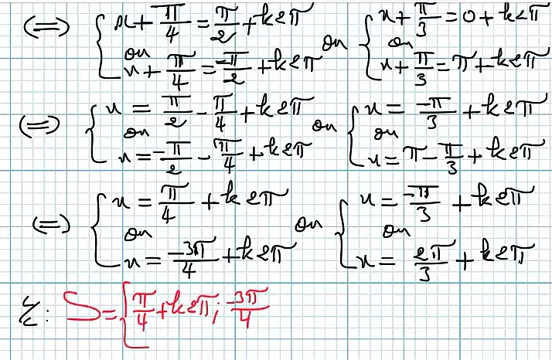 ⟺ { x + π/4 = π/2 + k2π ou x + π/4 = -π/2 + k2π ou { x + π/3 = 0 + k2π ou x + π/3 = π + k2π
⟺ { x = π/2 - π/4 + k2π ou x = -π/2 - π/4 + k2π ou { x = -π/3 + k2π ou x = π - π/3 + k2π
⟺ { x = π/4 + k2π ou x = -3π/4 + k2π ou { x = -π/3 + k2π ou x = 2π/3 + k2π
: S = { π/4 + k2π ; -3π/4